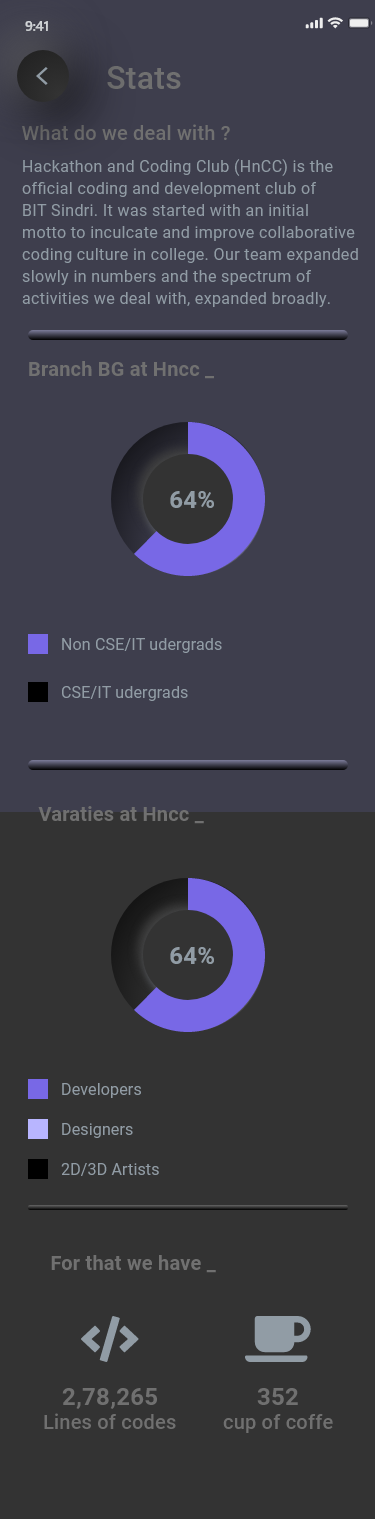 9:41
Stats
What do we deal with ?
Hackathon and Coding Club (HnCC) is the
official coding and development club of
BIT Sindri. It was started with an initial
motto to inculcate and improve collaborative
coding culture in college. Our team expanded
slowly in numbers and the spectrum of
activities we deal with, expanded broadly.
Branch BG at Hncc _
64%
Non CSE/IT udergrads
CSE/IT udergrads
Varaties at Hncc _
64%
Developers
Designers
2D/3D Artists
For that we have _
2,78,265 352
Lines of codes cup of coffe